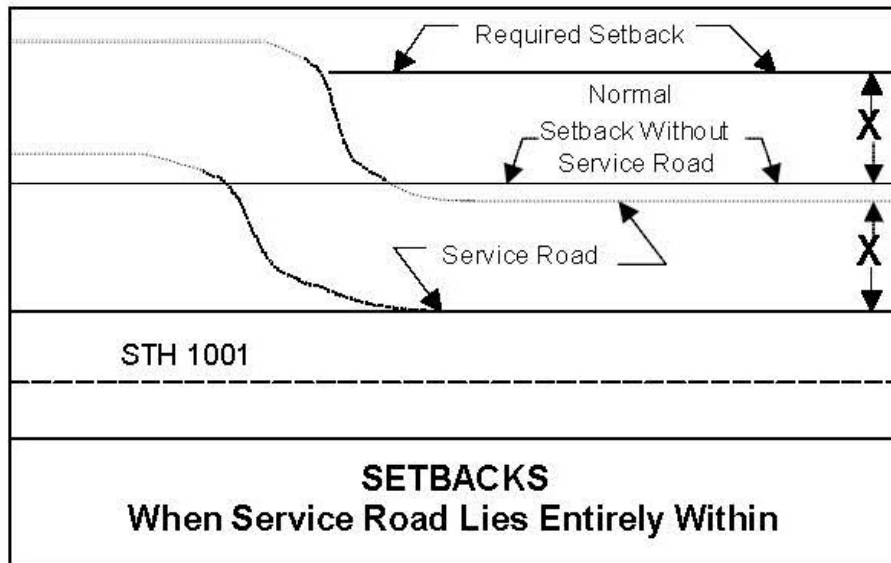 Required Setback
Normal
Setback Without
Service Road
X
Service Road
X
STH 1001
SETBACKS
When Service Road Lies Entirely Within